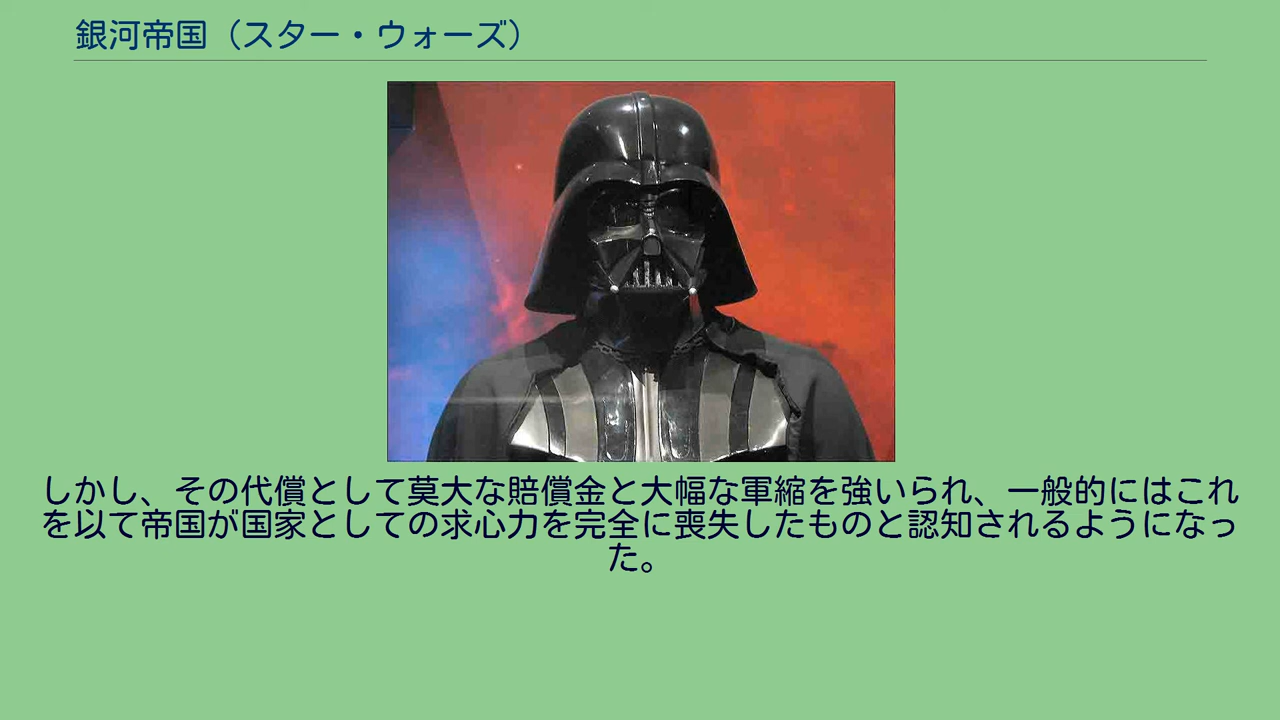 銀河帝国（スター・ウォーズ）
しかし、その代償として莫大な賠償金と大幅な軍縮を強いられ、一般的にはこれ
を以て帝国が国家としての求心力を完全に喪失したものと認知されるようになっ
た。